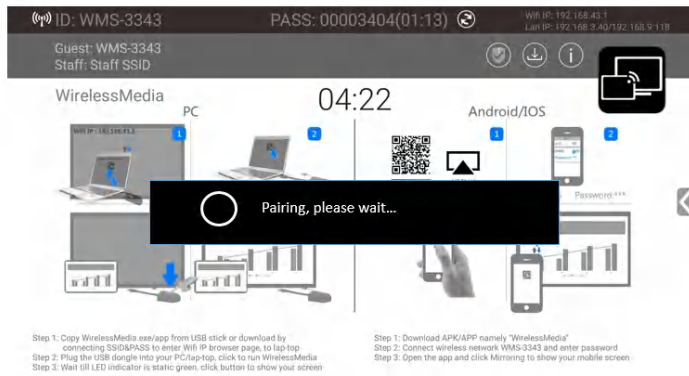 ID: WMS-3343
PASS: 00003404(01:13)
Wifi IP: 192.168.43.1
Lan IP: 192.168.3.40/192.168.9.118
Guest: WMS-3343
Staff: Staff SSID
WirelessMedia
04:22
PC
Android/IOS
1
2
1
2
Pairing, please wait...
Password:***
Step 1: Copy WirelessMedia.exe/app from USB stick or download by
connecting SSID&PASS to enter Wifi IP browser page, to lap-top
Step 2: Plug the USB dongle into your PC/lap-top, click to run WirelessMedia
Step 3: Wait till LED indicator is static green, click button to show your screen
Step 1: Download APK/APP namely "WirelessMedia"
Step 2: Connect wireless network WMS-3343 and enter password
Step 3: Open the app and click Mirroring to show your mobile screen